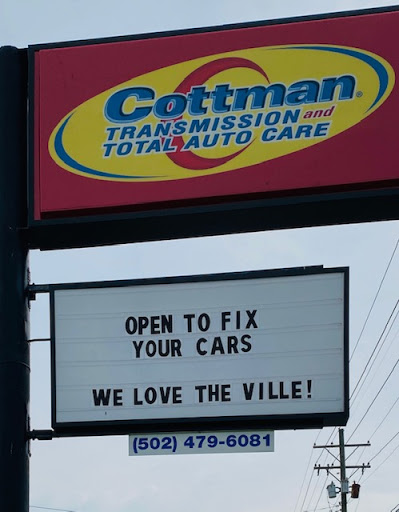 Cottman®
TRANSMISSION and
TOTAL AUTO CARE
OPEN TO FIX
YOUR CARS
WE LOVE THE VILLE!
(502) 479-6081